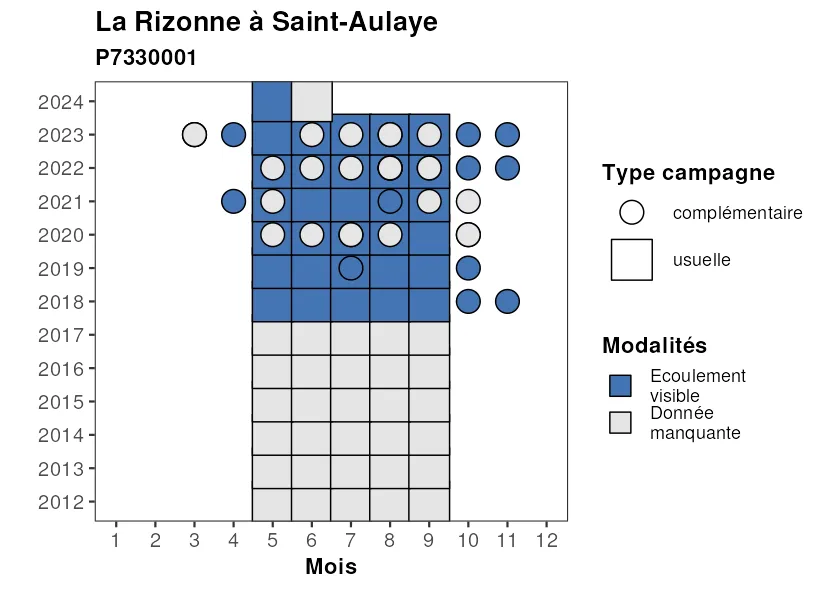 La Rizonne à Saint-Aulaye
P7330001
2024
2023
2022
2021
2020
2019
2018
2017
2016
2015
2014
2013
2012
1 2 3 4 5 6 7 8 9 10 11 12
Mois
Type campagne
complémentaire
usuelle
Modalités
Ecoulement
visible
Donnée
manquante